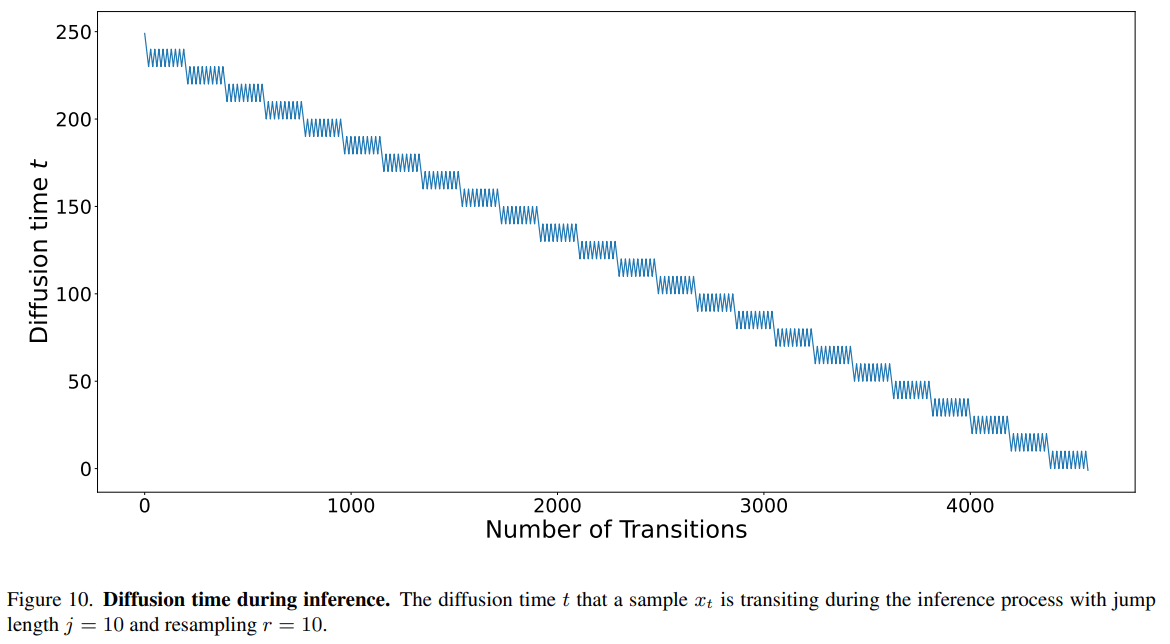 250
200
150
100
50
0
Diffusion time t
0 1000 2000 3000 4000
Number of Transitions
Figure 10. Diffusion time during inference. The diffusion time t that a sample xₜ is transiting during the inference process with jump
length j = 10 and resampling r = 10.